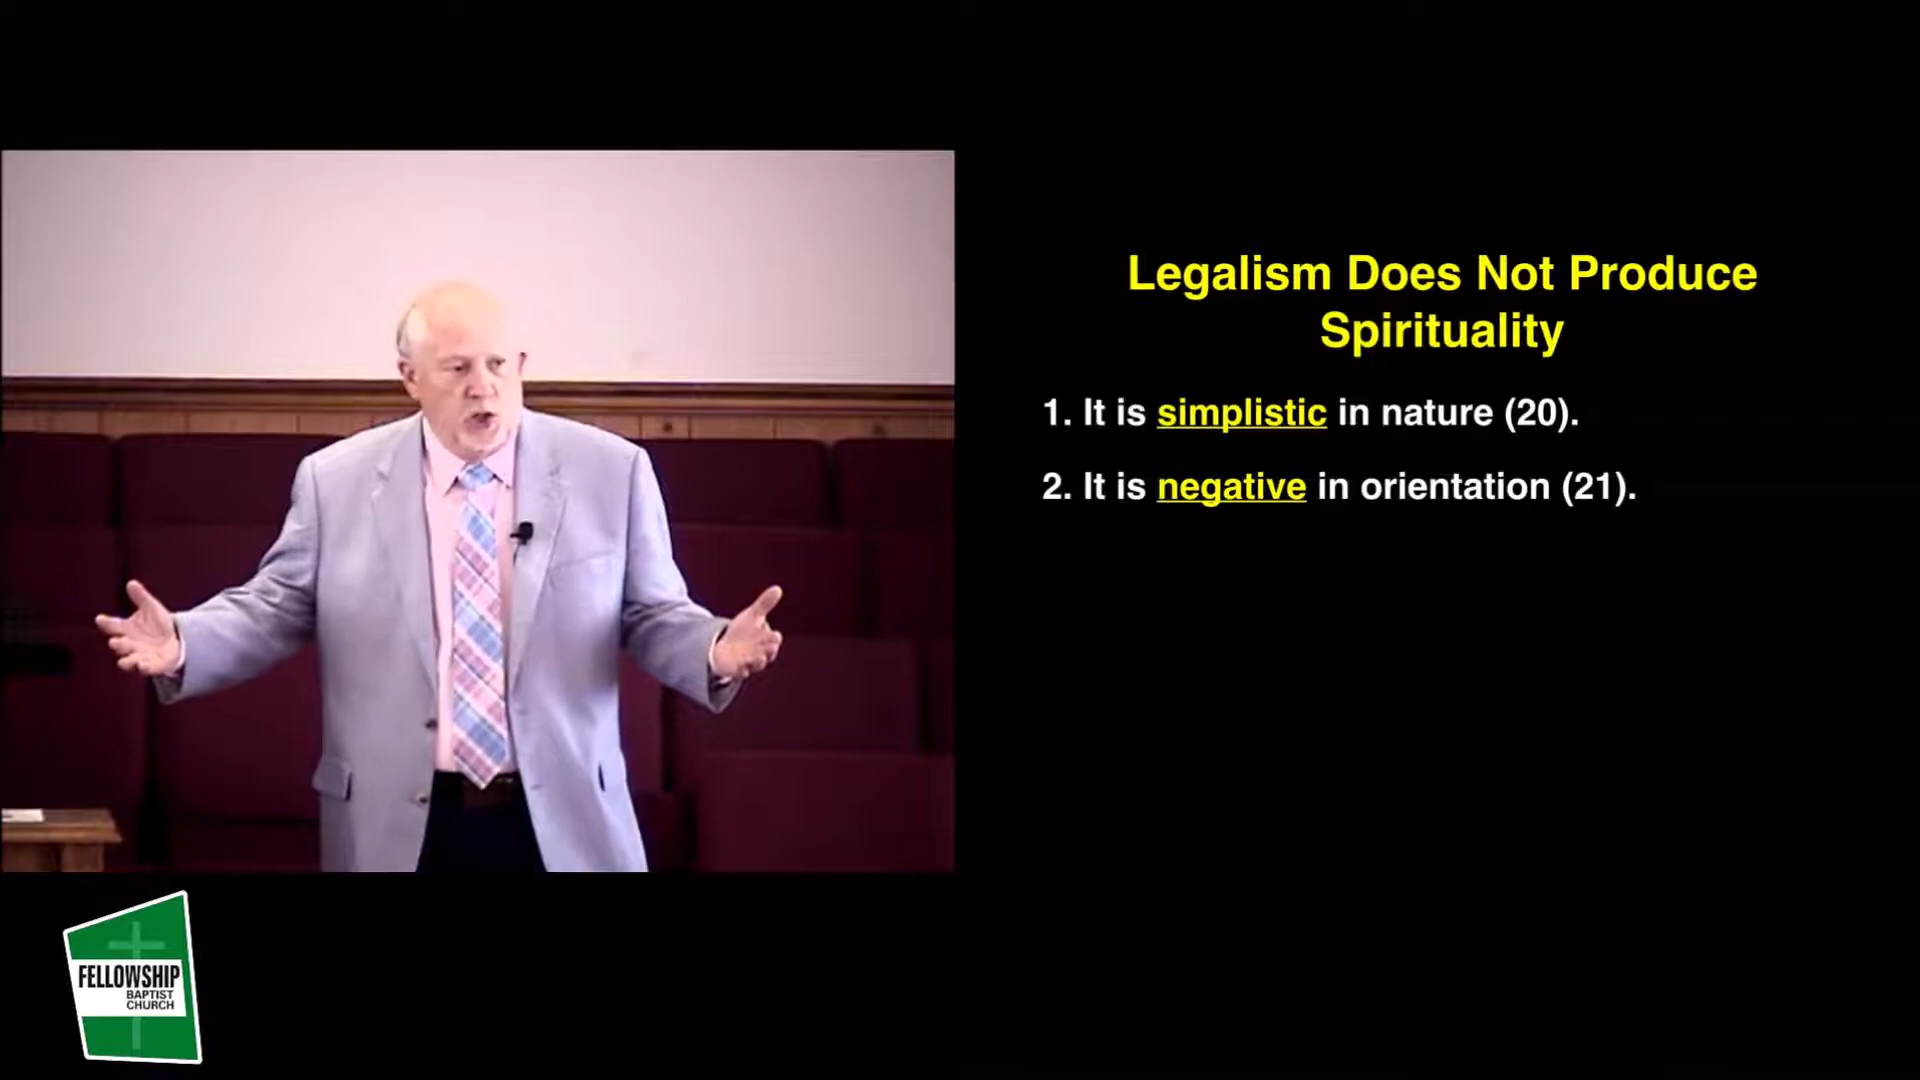 Legalism Does Not Produce
Spirituality
1. It is simplistic in nature (20).
2. It is negative in orientation (21).
FELLOWSHIP
BAPTIST
CHURCH